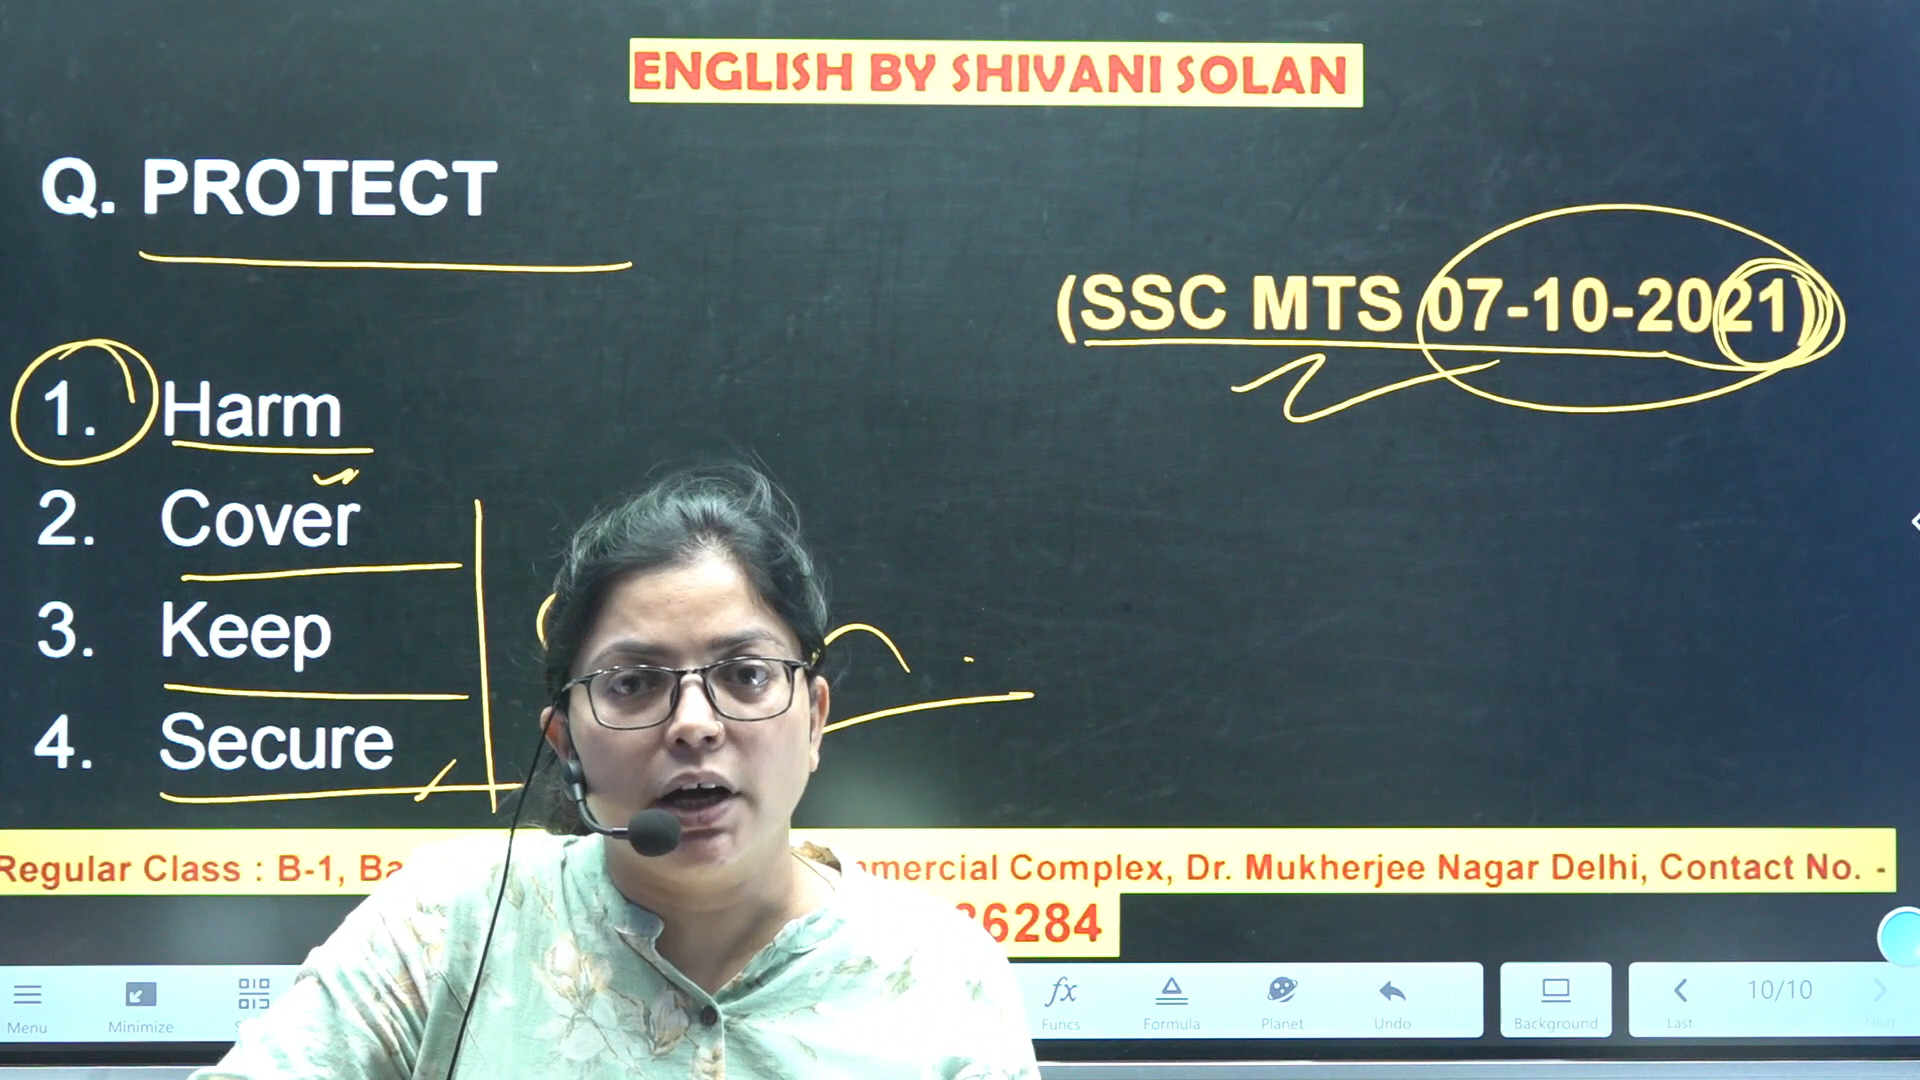 ENGLISH BY SHIVANI SOLAN
Q. PROTECT
(SSC MTS 07-10-2021)
1. Harm
2. Cover
3. Keep
4. Secure
Regular Class : B-1, Complex, Dr. Mukherjee Nagar Delhi, Contact No. -
6284
Menu
Minimize
Funcs
Formula
Planet
Undo
Background
Last
10/10
Next